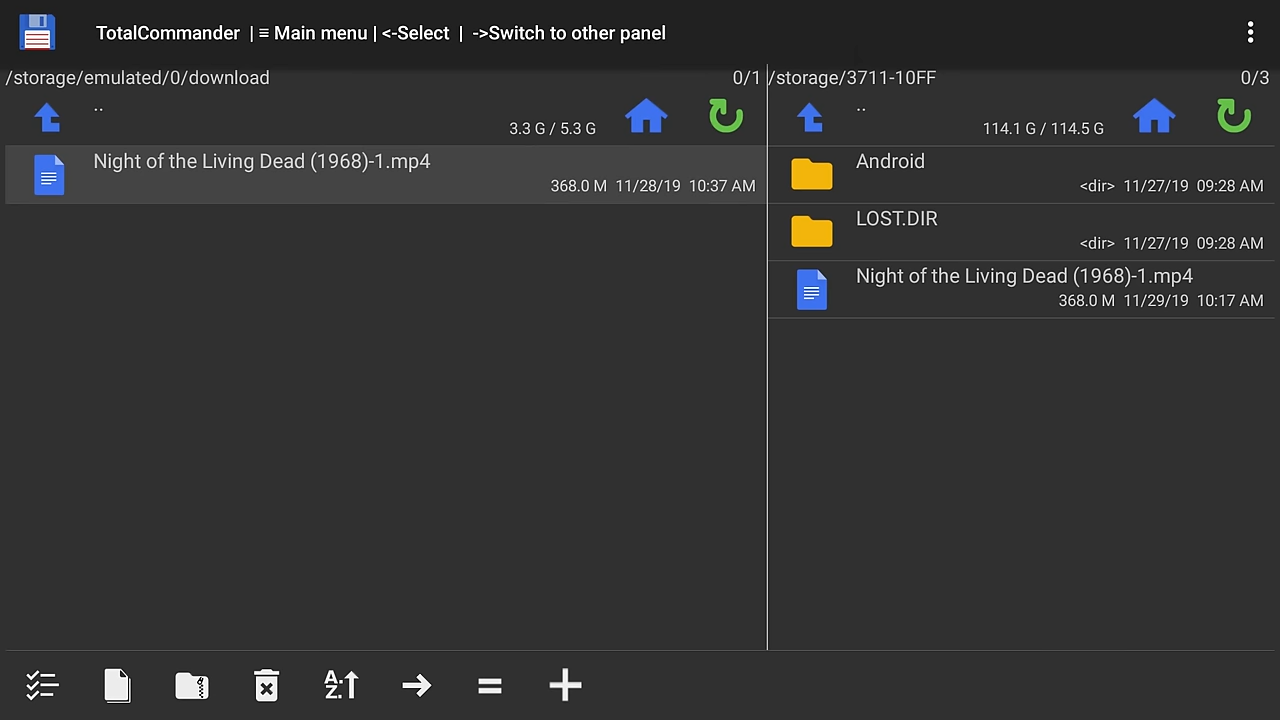 TotalCommander | ≡ Main menu | <-Select | ->Switch to other panel
/storage/emulated/0/download 0/1
..
3.3 G / 5.3 G
Night of the Living Dead (1968)-1.mp4
368.0 M 11/28/19 10:37 AM
/storage/3711-10FF 0/3
..
114.1 G / 114.5 G
Android
<dir> 11/27/19 09:28 AM
LOST.DIR
<dir> 11/27/19 09:28 AM
Night of the Living Dead (1968)-1.mp4
368.0 M 11/29/19 10:17 AM
A.Z.